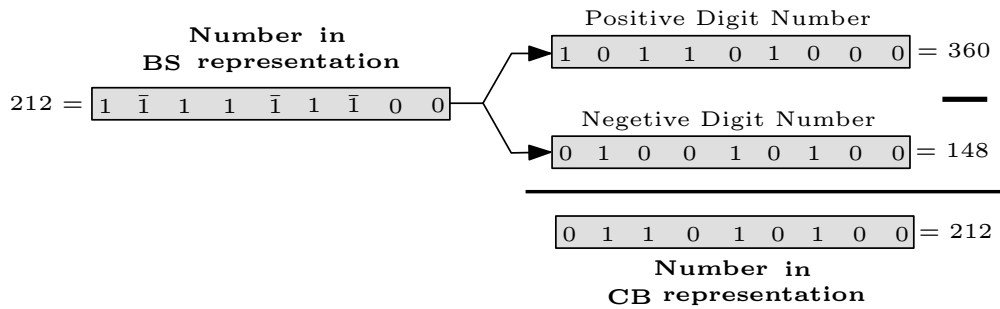 Number in
BS representation
212 = 1 1̄ 1 1 1̄ 1 1̄ 0 0
Positive Digit Number
1 0 1 1 0 1 0 0 0 = 360
Negetive Digit Number
0 1 0 0 1 0 1 0 0 = 148
0 1 1 0 1 0 1 0 0 = 212
Number in
CB representation